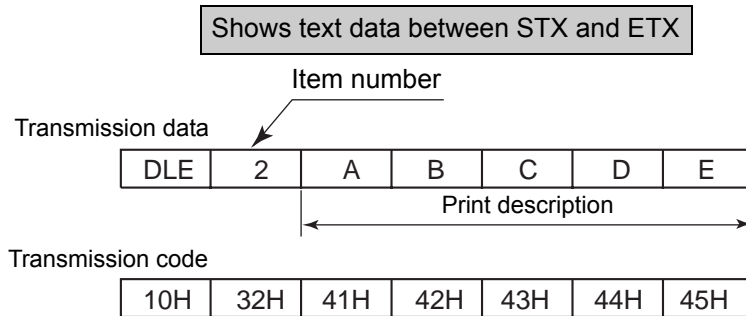 Shows text data between STX and ETX
Item number
Transmission data
DLE 2 A B C D E
Print description
Transmission code
10H 32H 41H 42H 43H 44H 45H